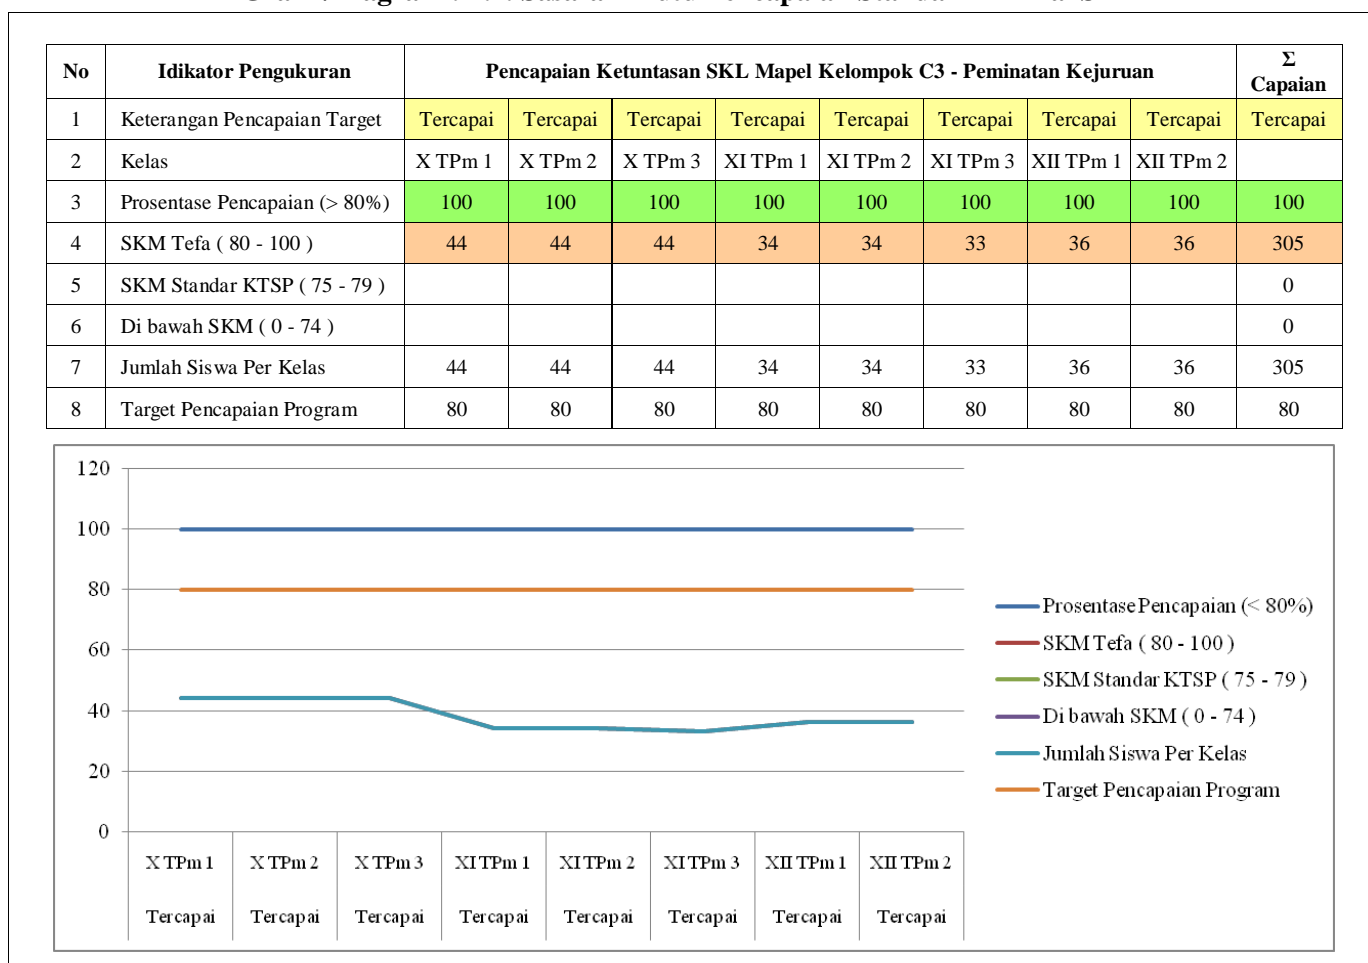 No Idikator Pengukuran Pencapaian Ketuntasan SKL Mapel Kelompok C3 - Peminatan Kejuruan Σ Capaian
1 Keterangan Pencapaian Target Tercapai Tercapai Tercapai Tercapai Tercapai Tercapai Tercapai Tercapai Tercapai
2 Kelas X TPm 1 X TPm 2 X TPm 3 XI TPm 1 XI TPm 2 XI TPm 3 XII TPm 1 XII TPm 2
3 Prosentase Pencapaian (> 80%) 100 100 100 100 100 100 100 100 100
4 SKM Tefa ( 80 - 100 ) 44 44 44 34 34 33 36 36 305
5 SKM Standar KTSP ( 75 - 79 ) 0
6 Di bawah SKM ( 0 - 74 ) 0
7 Jumlah Siswa Per Kelas 44 44 44 34 34 33 36 36 305
8 Target Pencapaian Program 80 80 80 80 80 80 80 80 80
120
100
80
60
40
20
0
X TPm 1 X TPm 2 X TPm 3 XI TPm 1 XI TPm 2 XI TPm 3 XII TPm 1 XII TPm 2
Tercapai Tercapai Tercapai Tercapai Tercapai Tercapai Tercapai Tercapai
Prosentase Pencapaian (< 80%)
SKM Tefa ( 80 - 100 )
SKM Standar KTSP ( 75 - 79 )
Di bawah SKM ( 0 - 74 )
Jumlah Siswa Per Kelas
Target Pencapaian Program